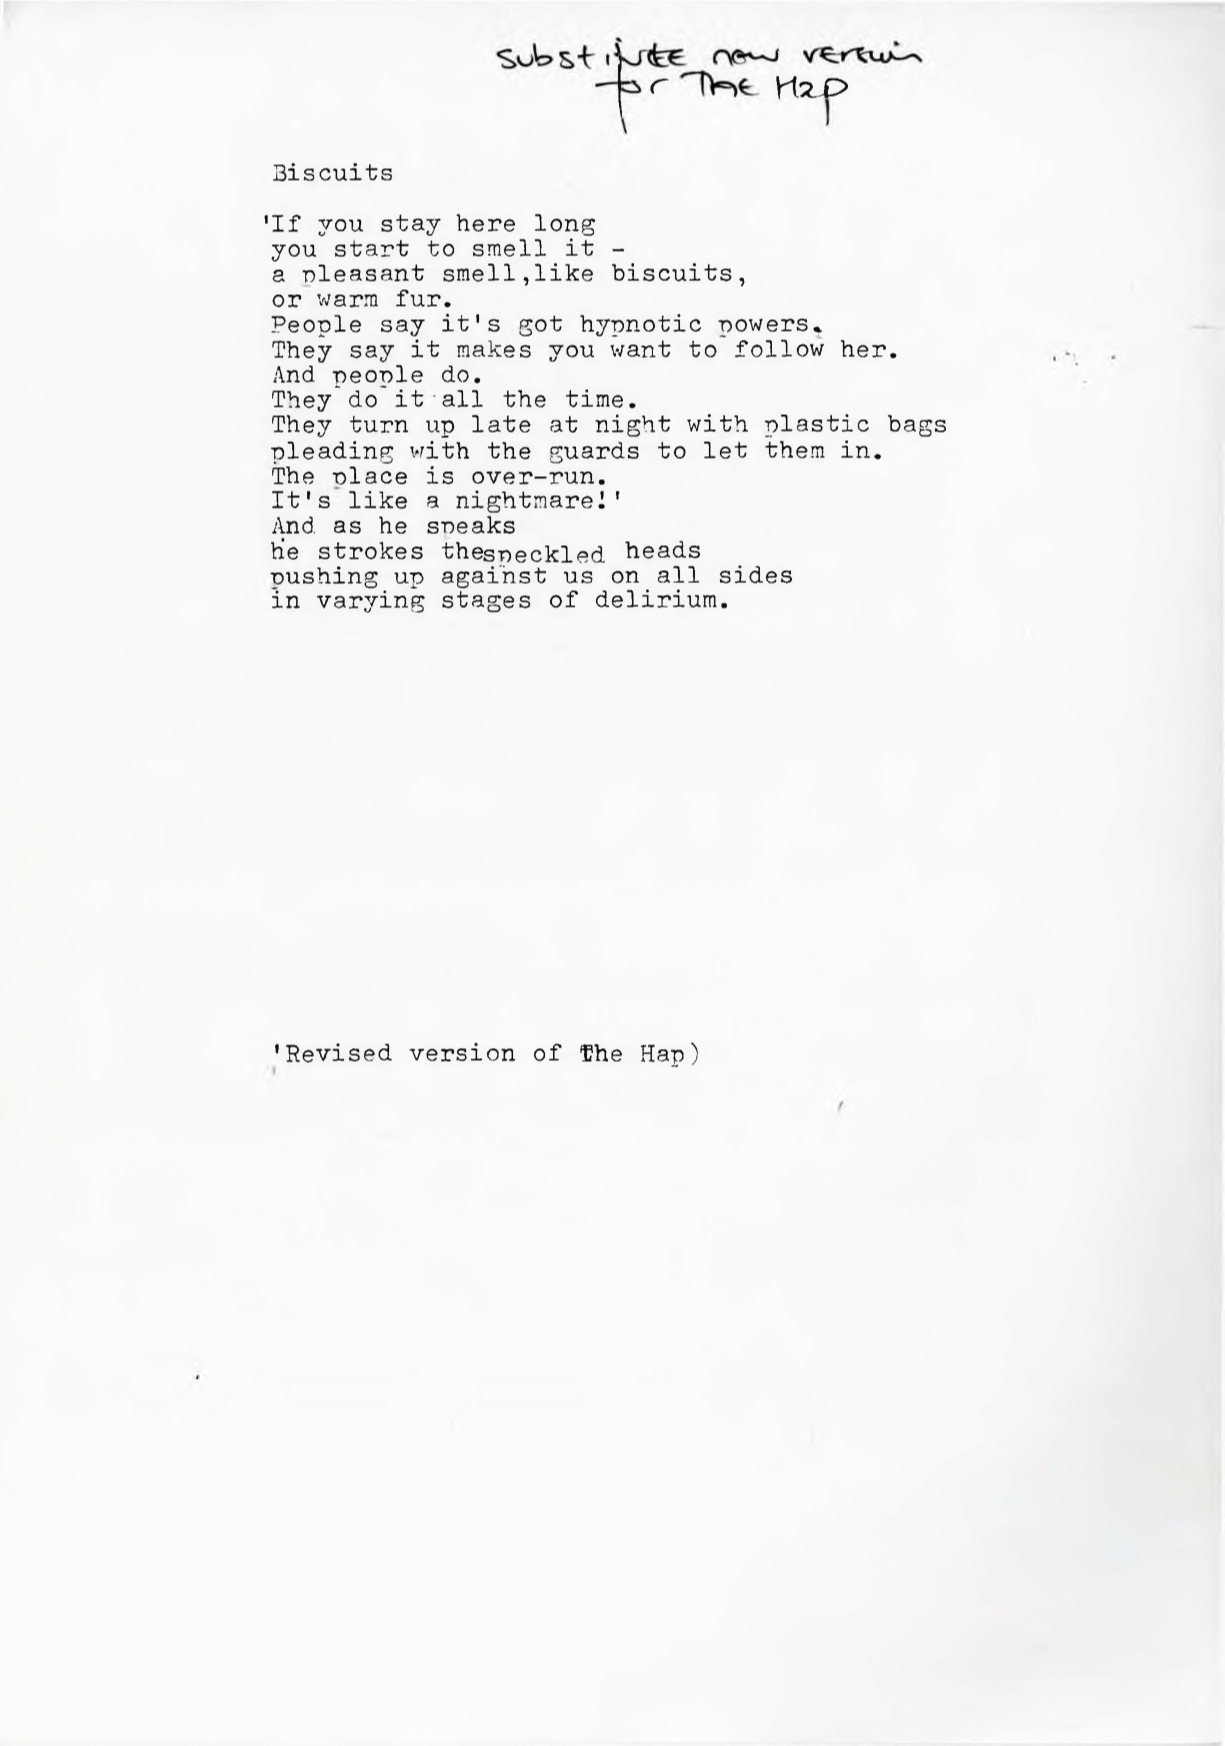 substitute new version
for The Hap
Biscuits
'If you stay here long
you start to smell it -
a pleasant smell,like biscuits,
or warm fur.
People say it's got hypnotic powers.
They say it makes you want to follow her.
And people do.
They do it all the time.
They turn up late at night with plastic bags
pleading with the guards to let them in.
The place is over-run.
It's like a nightmare!'
And as he speaks
he strokes thespeckled heads
pushing up against us on all sides
in varying stages of delirium.
'Revised version of The Hap)